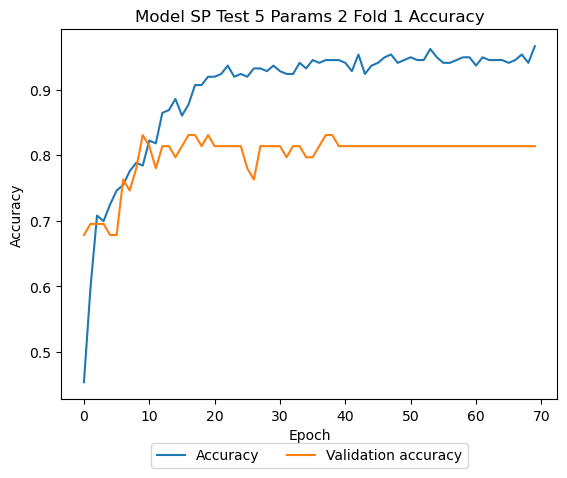 Model SP Test 5 Params 2 Fold 1 Accuracy
Accuracy
0.9
0.8
0.7
0.6
0.5
0 10 20 30 40 50 60 70
Epoch
Accuracy Validation accuracy